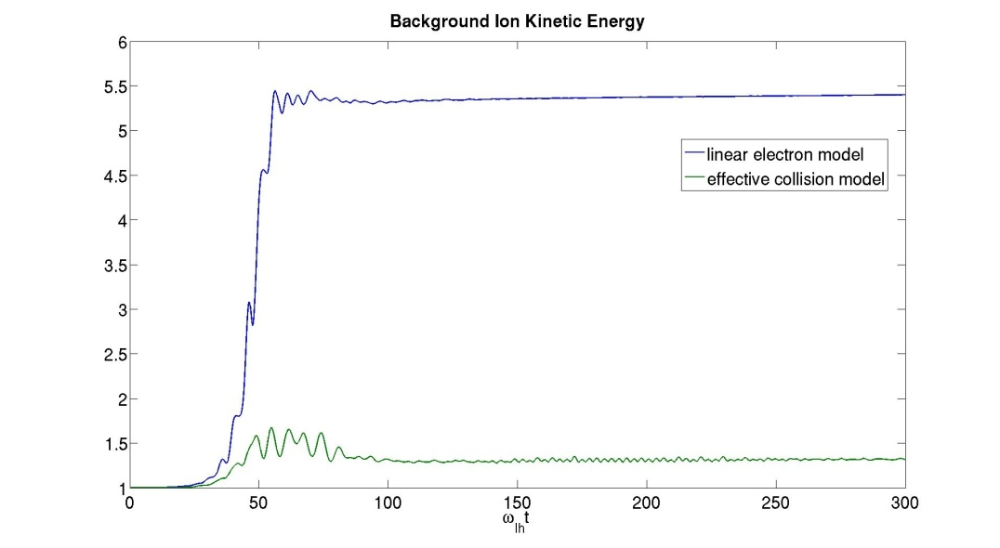 Background Ion Kinetic Energy
6
5.5
5
4.5
4
3.5
3
2.5
2
1.5
1
linear electron model
effective collision model
0 50 100 150 200 250 300
ω_lh t